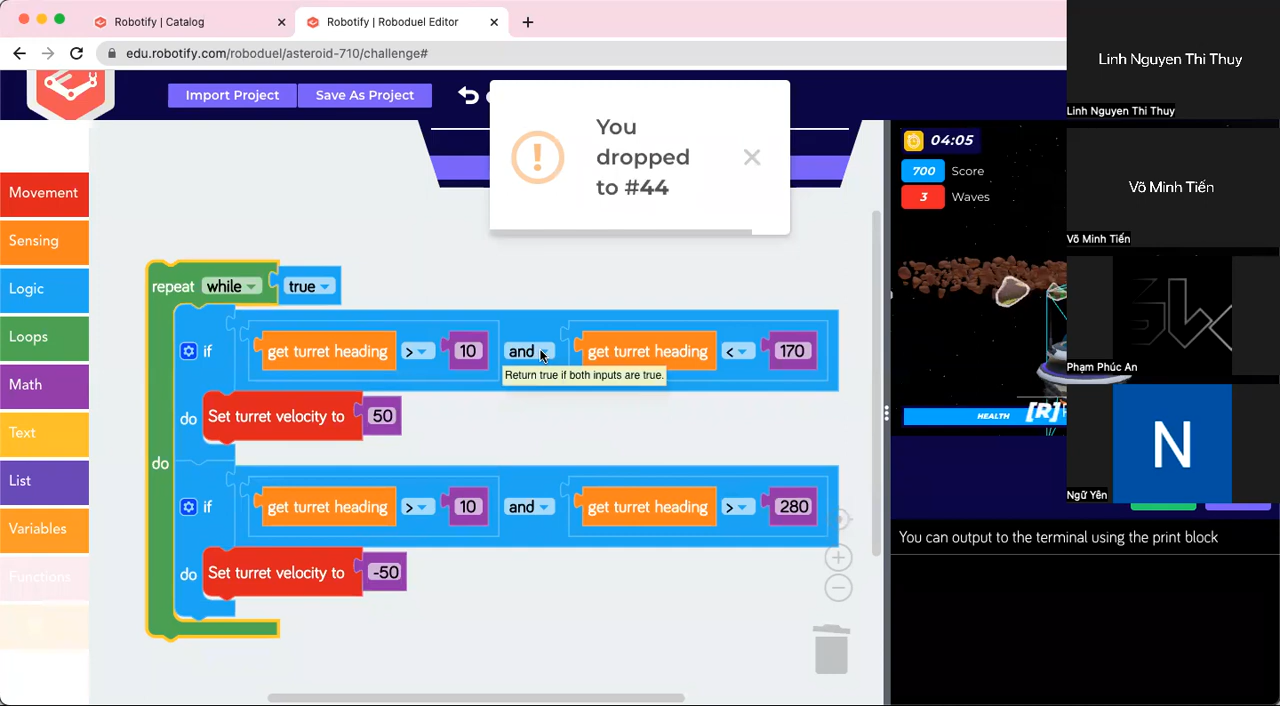 Robotify | Catalog
Robotify | Roboduel Editor
edu.robotify.com/roboduel/asteroid-710/challenge#
Import Project
Save As Project
You
dropped
to #44
Movement
Sensing
Logic
Loops
Math
Text
List
Variables
Functions
repeat while true
if get turret heading > 10 and get turret heading < 170
Return true if both inputs are true.
do Set turret velocity to 50
do
if get turret heading > 10 and get turret heading > 280
do Set turret velocity to -50
04:05
700 Score
3 Waves
HEALTH
[R]
You can output to the terminal using the print block
Linh Nguyen Thi Thuy
Linh Nguyen Thi Thuy
Võ Minh Tiến
Võ Minh Tiến
Phạm Phúc An
N
Ngữ Yên